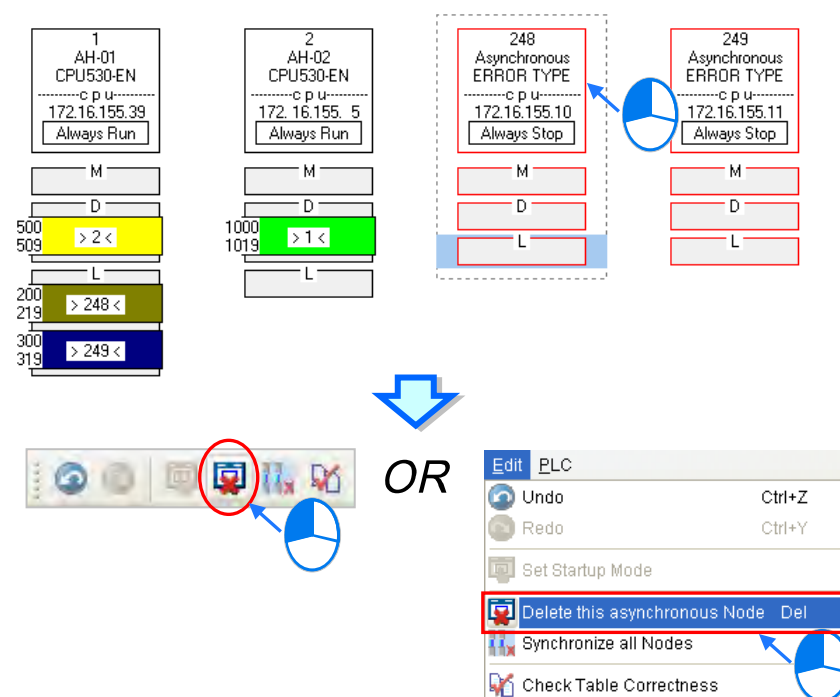 1
AH-01
CPU530-EN
-------c p u-------
172.16.155.39
Always Run
M
D
500
509
> 2 <
L
200
219
> 248 <
300
319
> 249 <
2
AH-02
CPU530-EN
-------c p u-------
172. 16.155.  5
Always Run
M
D
1000
1019
> 1 <
L
248
Asynchronous
ERROR TYPE
-------c p u-------
172.16.155.10
Always Stop
M
D
L
249
Asynchronous
ERROR TYPE
-------c p u-------
172.16.155.11
Always Stop
M
D
L
OR
Edit PLC
Undo Ctrl+Z
Redo Ctrl+Y
Set Startup Mode
Delete this asynchronous Node Del
Synchronize all Nodes
Check Table Correctness